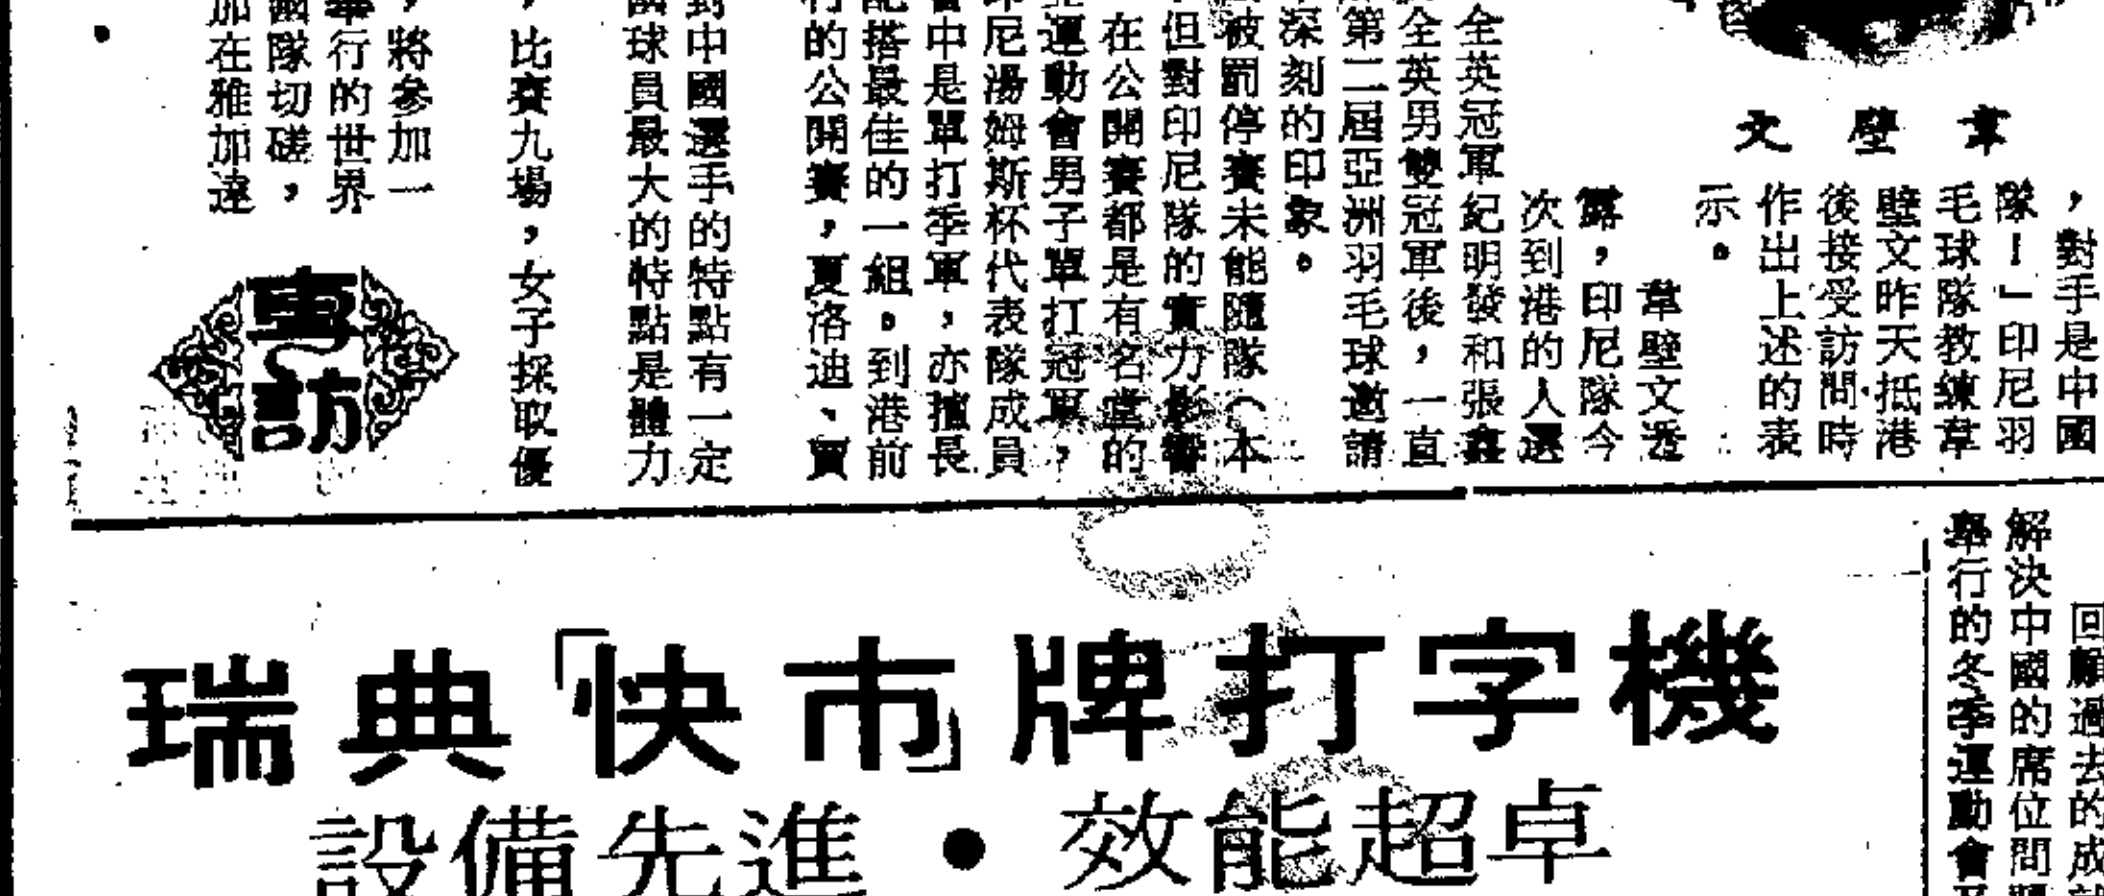 韋壁文
，對手是中國
隊！」印尼羽
毛球隊教練韋
壁文昨天抵港
後接受訪問時
作出上述的表
示。
韋壁文透
露，印尼隊今
次到港的人選
全英冠軍紀明發和張鑫
全英男雙冠軍後，一直
第二屆亞洲羽毛球邀請
深刻的印象。
被罰停賽未能隨隊（本
但對印尼隊的實力影響
在公開賽都是有名堂的
運動會男子單打冠軍，
印尼湯姆斯杯代表隊成員
中是單打季軍，亦擅長
配搭最佳的一組。到港前
行的公開賽，夏洛迪、賈
對中國選手的特點有一定
國球員最大的特點是體力
，比賽九場，女子採取優
，將參加一
舉行的世界
國隊切磋，
加在雅加達
專訪
瑞典「快市」牌打字機
設備先進·效能超卓
回顧過去的成
解決中國的席位問題
舉行的冬季運動會